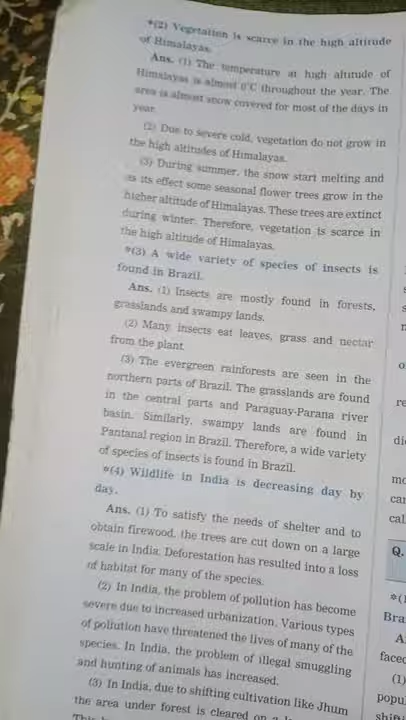 *(2) Vegetation is scarce in the high altitude
of Himalayas.
Ans. (1) The temperature at high altitude of
Himalayas is almost 0°C throughout the year. The
area is almost snow covered for most of the days in
year.
(2) Due to severe cold, vegetation do not grow in
the high altitudes of Himalayas.
(3) During summer, the snow start melting and
as its effect some seasonal flower trees grow in the
higher altitude of Himalayas. These trees are extinct
during winter. Therefore, vegetation is scarce in
the high altitude of Himalayas.
*(3) A wide variety of species of insects is
found in Brazil.
Ans. (1) Insects are mostly found in forests,
grasslands and swampy lands.
(2) Many insects eat leaves, grass and nectar
from the plant.
(3) The evergreen rainforests are seen in the
northern parts of Brazil. The grasslands are found
in the central parts and Paraguay-Parana river
basin. Similarly, swampy lands are found in
Pantanal region in Brazil. Therefore, a wide variety
of species of insects is found in Brazil.
*(4) Wildlife in India is decreasing day by
day.
Ans. (1) To satisfy the needs of shelter and to
obtain firewood, the trees are cut down on a large
scale in India. Deforestation has resulted into a loss
of habitat for many of the species.
(2) In India, the problem of pollution has become
severe due to increased urbanization. Various types
of pollution have threatened the lives of many of the
species. In India, the problem of illegal smuggling
and hunting of animals has increased.
(3) In India, due to shifting cultivation like Jhum
the area under forest is cleared on
re
di
mo
car
cal
Q.
*(1
Bra
A
faced
(1)
popu